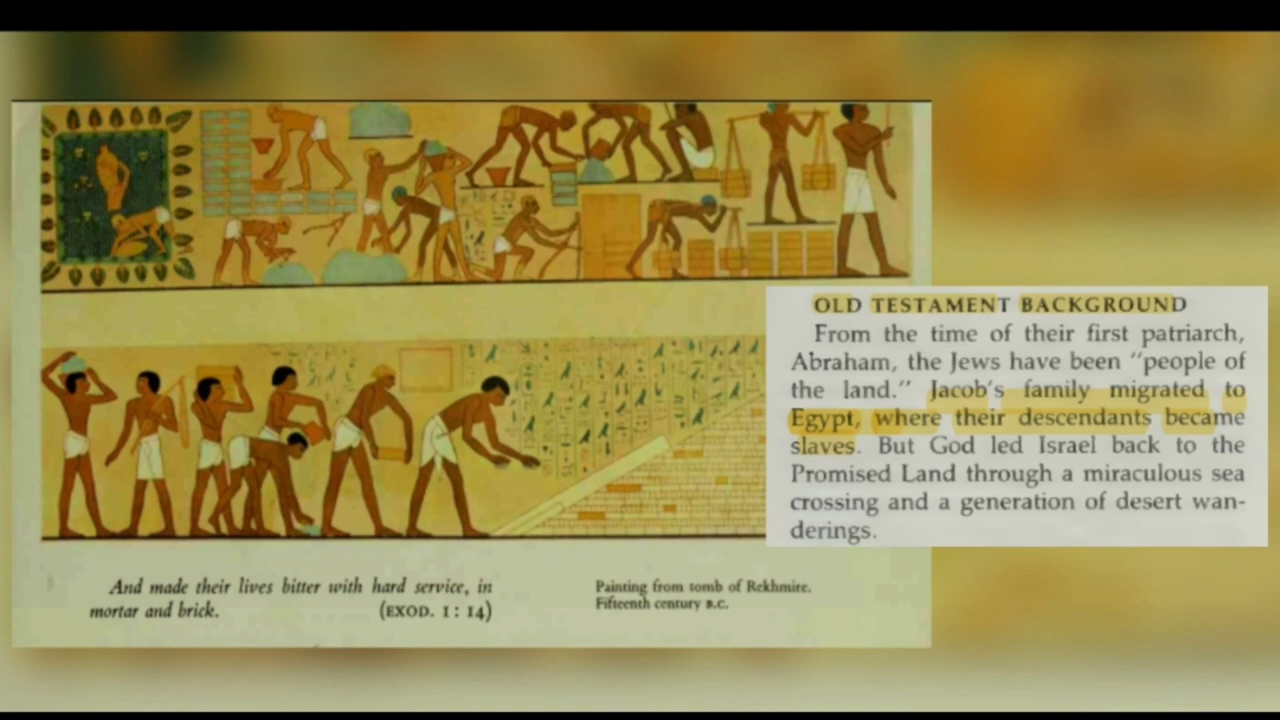 OLD TESTAMENT BACKGROUND
From the time of their first patriarch,
Abraham, the Jews have been "people of
the land." Jacob's family migrated to
Egypt, where their descendants became
slaves. But God led Israel back to the
Promised Land through a miraculous sea
crossing and a generation of desert wan-
derings.
And made their lives bitter with hard service, in
mortar and brick. (EXOD. 1: 14)
Painting from tomb of Rekhmire.
Fifteenth century B.C.